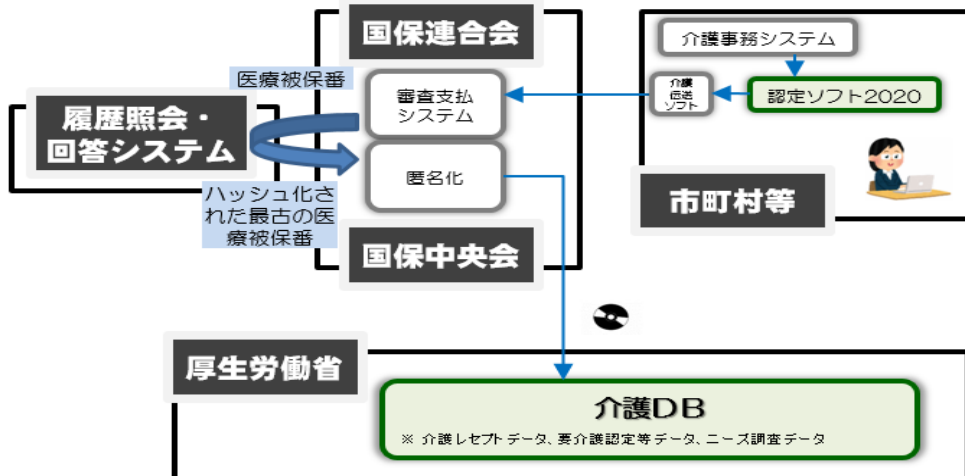 国保連合会
介護事務システム
医療被保番
審査支払
システム
介護
伝送
ソフト
認定ソフト2020
履歴照会・
回答システム
匿名化
ハッシュ化さ
れた最古の医
療被保番
市町村等
国保中央会
厚生労働省
介護DB
※ 介護レセプトデータ、要介護認定等データ、ニーズ調査データ